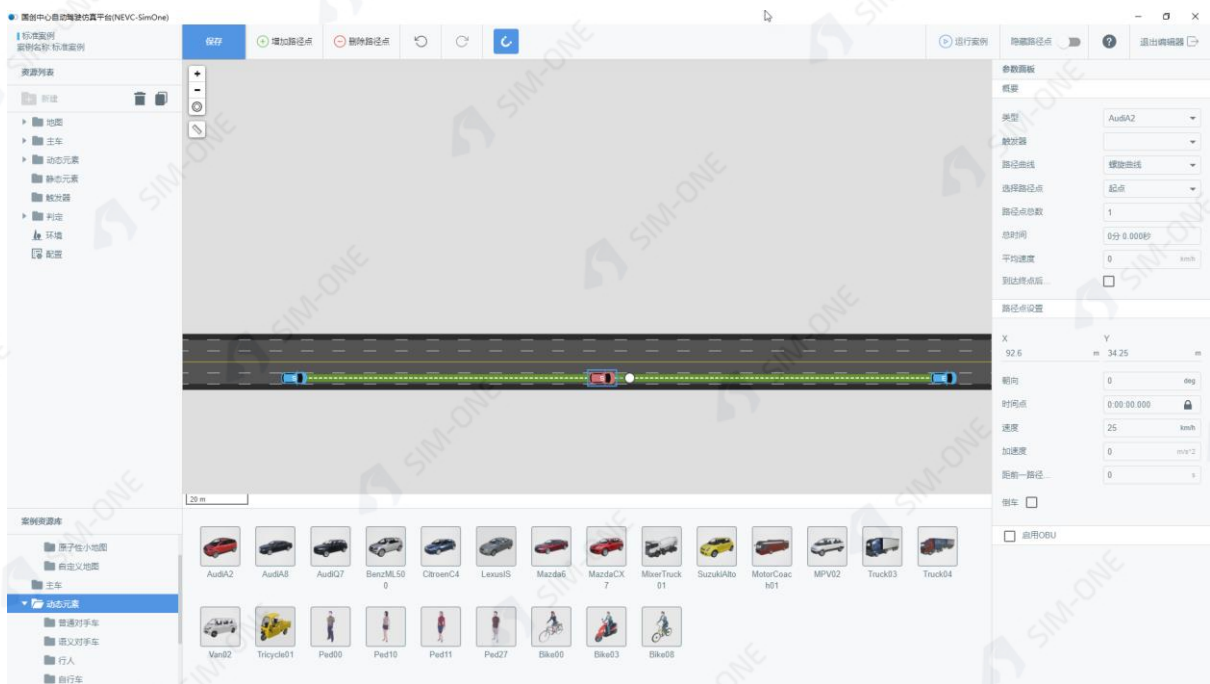 国创中心自动驾驶仿真平台(NEVC-SimOne)
标准案例
案例名称:标准案例
保存
增加路径点
删除路径点
运行案例
隐藏路径点
退出编辑器
资源列表
新建
地图
主车
动态元素
静态元素
触发器
判定
环境
配置
20 m
参数面板
概要
类型 AudiA2
触发器
路径曲线 螺旋曲线
选择路径点 起点
路径点总数 1
总时间 0分 0.000秒
平均速度 0 km/h
到达终点后...
路径点设置
X Y
92.6 m 34.25 m
朝向 0 deg
时间点 0:00:00.000
速度 25 km/h
加速度 0 m/s^2
距前一路径... 0 s
倒车
启用OBU
案例资源库
原子性小地图
自定义地图
主车
动态元素
普通对手车
语义对手车
行人
自行车
AudiA2 AudiA8 AudiQ7 BenzML500 CitroenC4 LexusIS Mazda6 MazdaCX7 MixerTruck01 SuzukiAlto MotorCoach01 MPV02 Truck03 Truck04
Van02 Tricycle01 Ped00 Ped10 Ped11 Ped27 Bike00 Bike03 Bike08
SIM-ONE